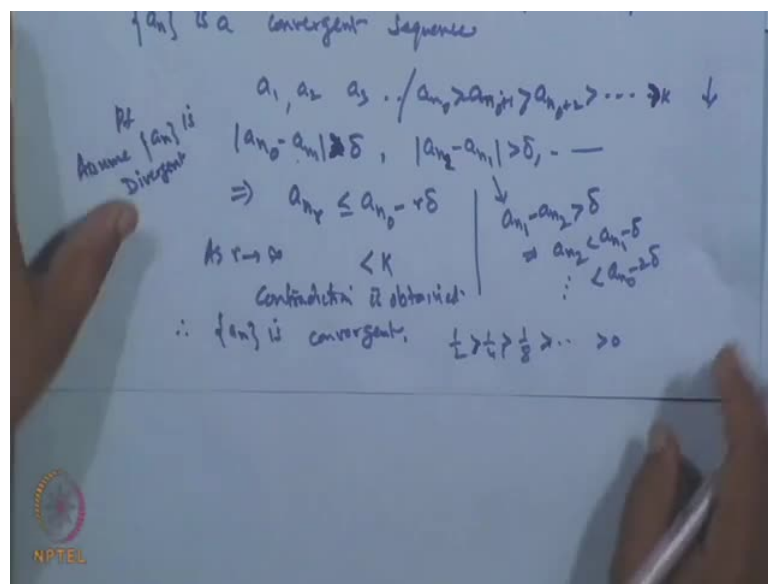 {an} is a convergent sequence
a1, a2 a3 .. / an0 > an0+1 > an0+2 > ---- > K ↓
Pf
Assume {an} is
Divergent
|an0 - an1| > δ, |an2 - an1| > δ, - —
⇒ anr ≤ an0 - rδ
As r → ∞ < K
Contradiction is obtained.
an1 - an2 > δ
⇒ an2 < an1 - δ
< an0 - 2δ
⋮
∴ {an} is convergent. 1/2 > 1/4 > 1/8 > .. > 0
NPTEL